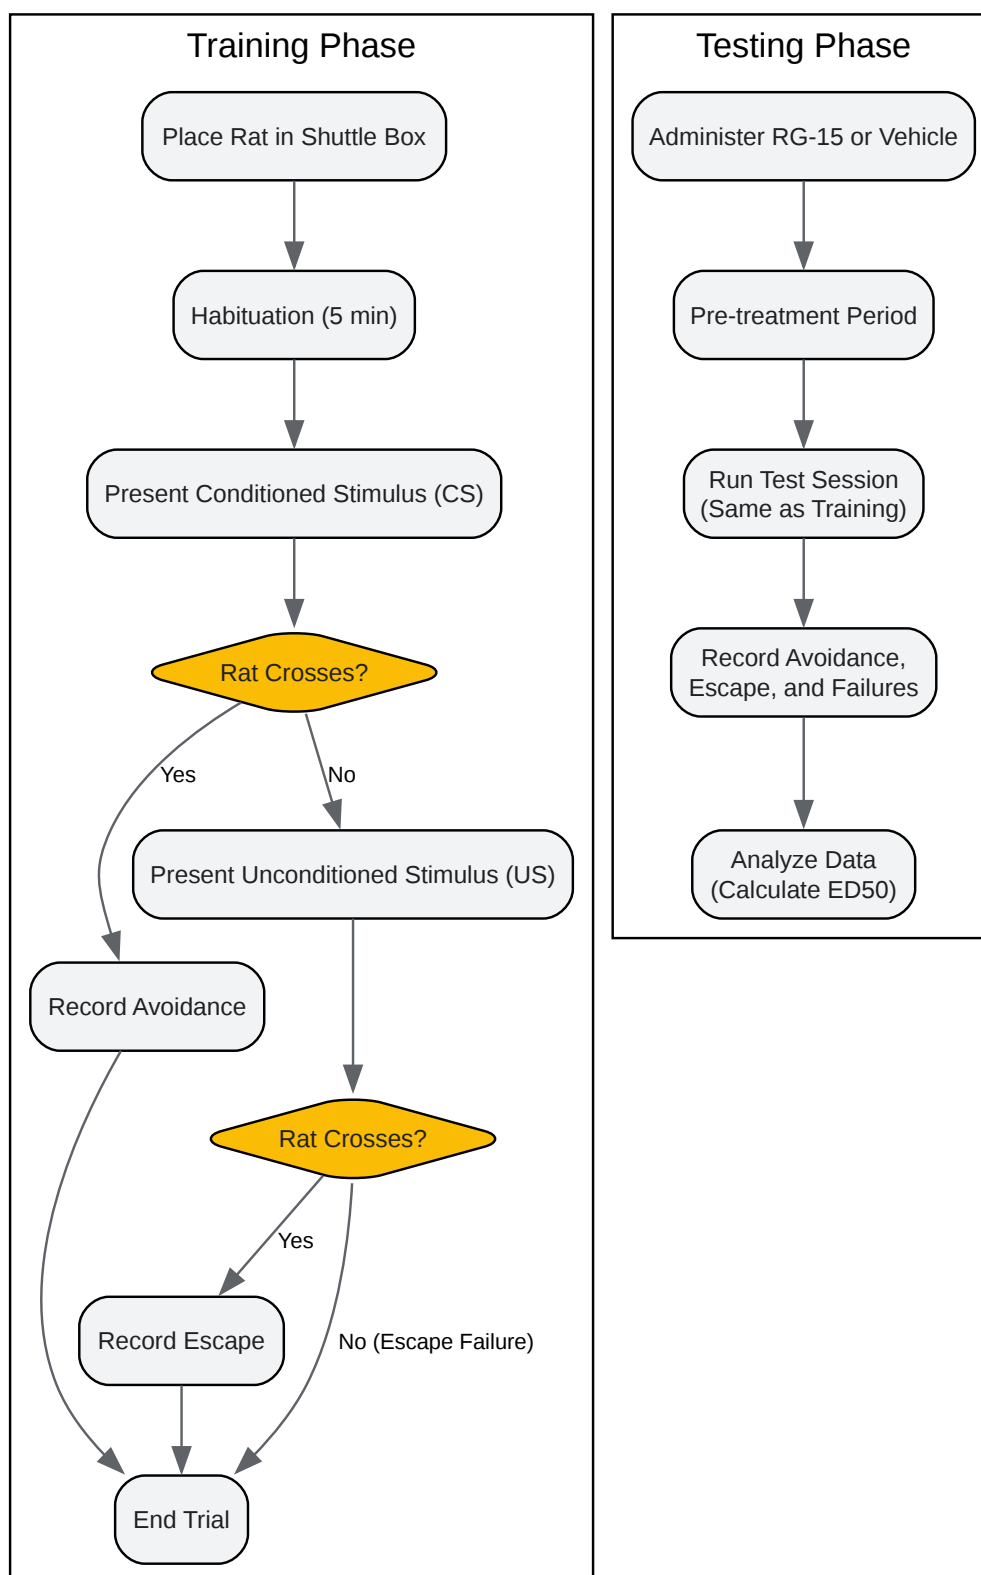 Training Phase
Place Rat in Shuttle Box
Habituation (5 min)
Present Conditioned Stimulus (CS)
Rat Crosses?
Yes
No
Present Unconditioned Stimulus (US)
Record Avoidance
Rat Crosses?
Yes
Record Escape
No (Escape Failure)
End Trial
Testing Phase
Administer RG-15 or Vehicle
Pre-treatment Period
Run Test Session
(Same as Training)
Record Avoidance,
Escape, and Failures
Analyze Data
(Calculate ED50)